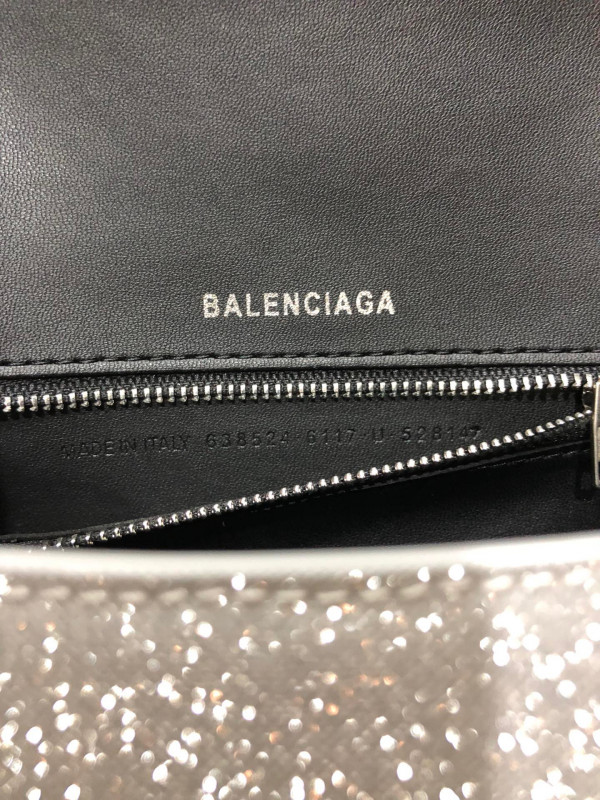 BALENCIAGA
MADE IN ITALY 638524 6117 U 528147